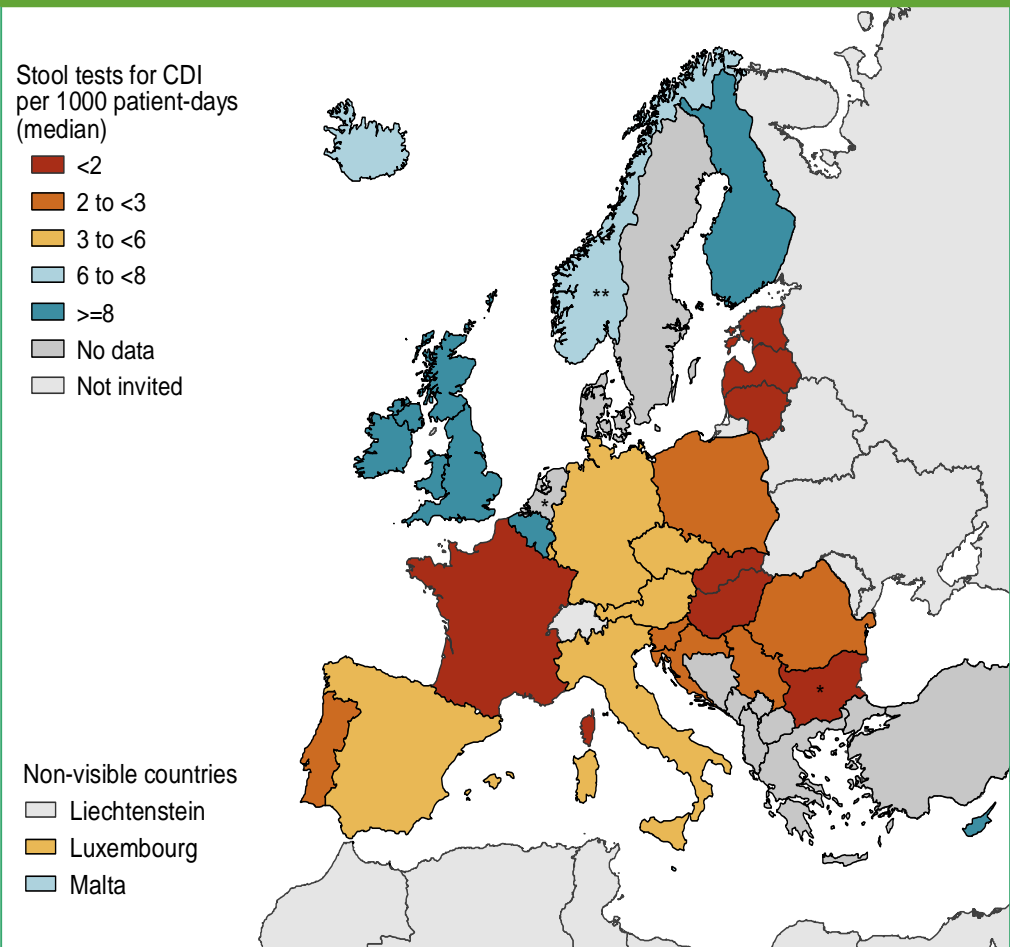 Stool tests for CDI
per 1000 patient-days
(median)
<2
2 to <3
3 to <6
6 to <8
>=8
No data
Not invited
**
*
*
Non-visible countries
Liechtenstein
Luxembourg
Malta